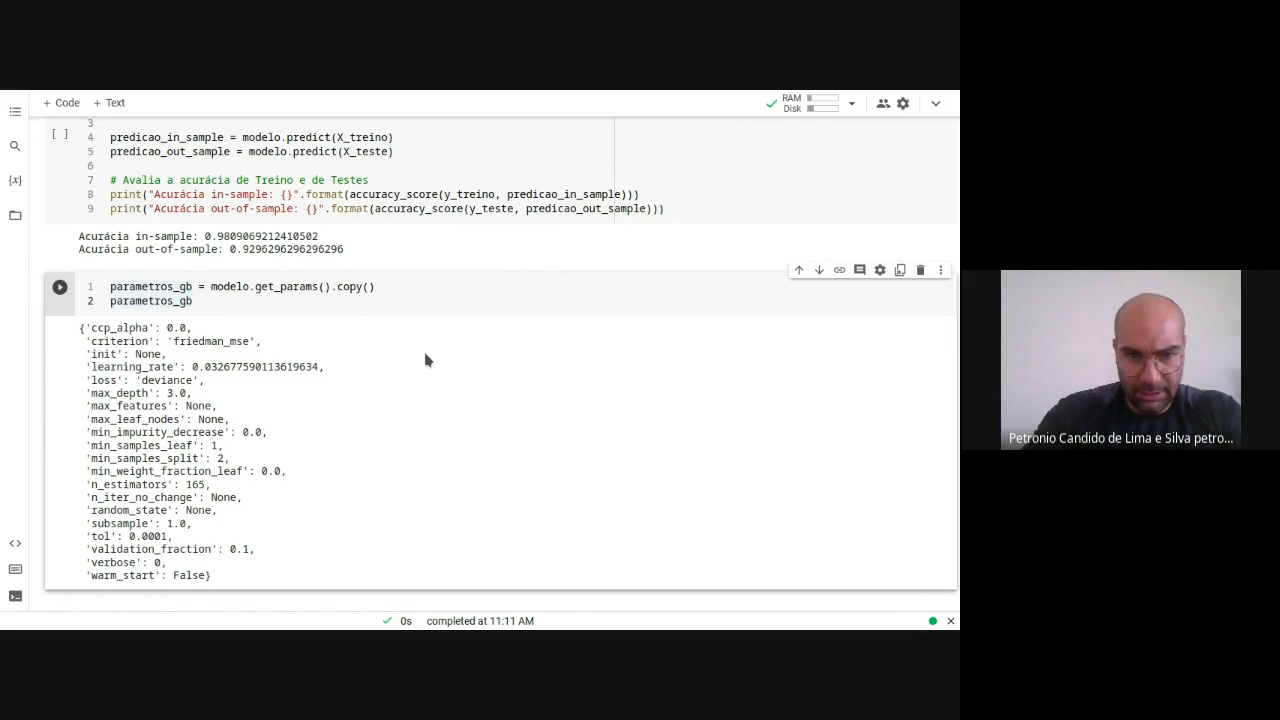 + Code + Text
RAM
Disk
3
[ ] 4 predicao_in_sample = modelo.predict(X_treino)
5 predicao_out_sample = modelo.predict(X_teste)
6
7 # Avalia a acurácia de Treino e de Testes
8 print("Acurácia in-sample: {}".format(accuracy_score(y_treino, predicao_in_sample)))
9 print("Acurácia out-of-sample: {}".format(accuracy_score(y_teste, predicao_out_sample)))
Acurácia in-sample: 0.9809069212410502
Acurácia out-of-sample: 0.9296296296296296
1 parametros_gb = modelo.get_params().copy()
2 parametros_gb
{'ccp_alpha': 0.0,
'criterion': 'friedman_mse',
'init': None,
'learning_rate': 0.032677590113619634,
'loss': 'deviance',
'max_depth': 3.0,
'max_features': None,
'max_leaf_nodes': None,
'min_impurity_decrease': 0.0,
'min_samples_leaf': 1,
'min_samples_split': 2,
'min_weight_fraction_leaf': 0.0,
'n_estimators': 165,
'n_iter_no_change': None,
'random_state': None,
'subsample': 1.0,
'tol': 0.0001,
'validation_fraction': 0.1,
'verbose': 0,
'warm_start': False}
0s completed at 11:11 AM
Petronio Candido de Lima e Silva petro...